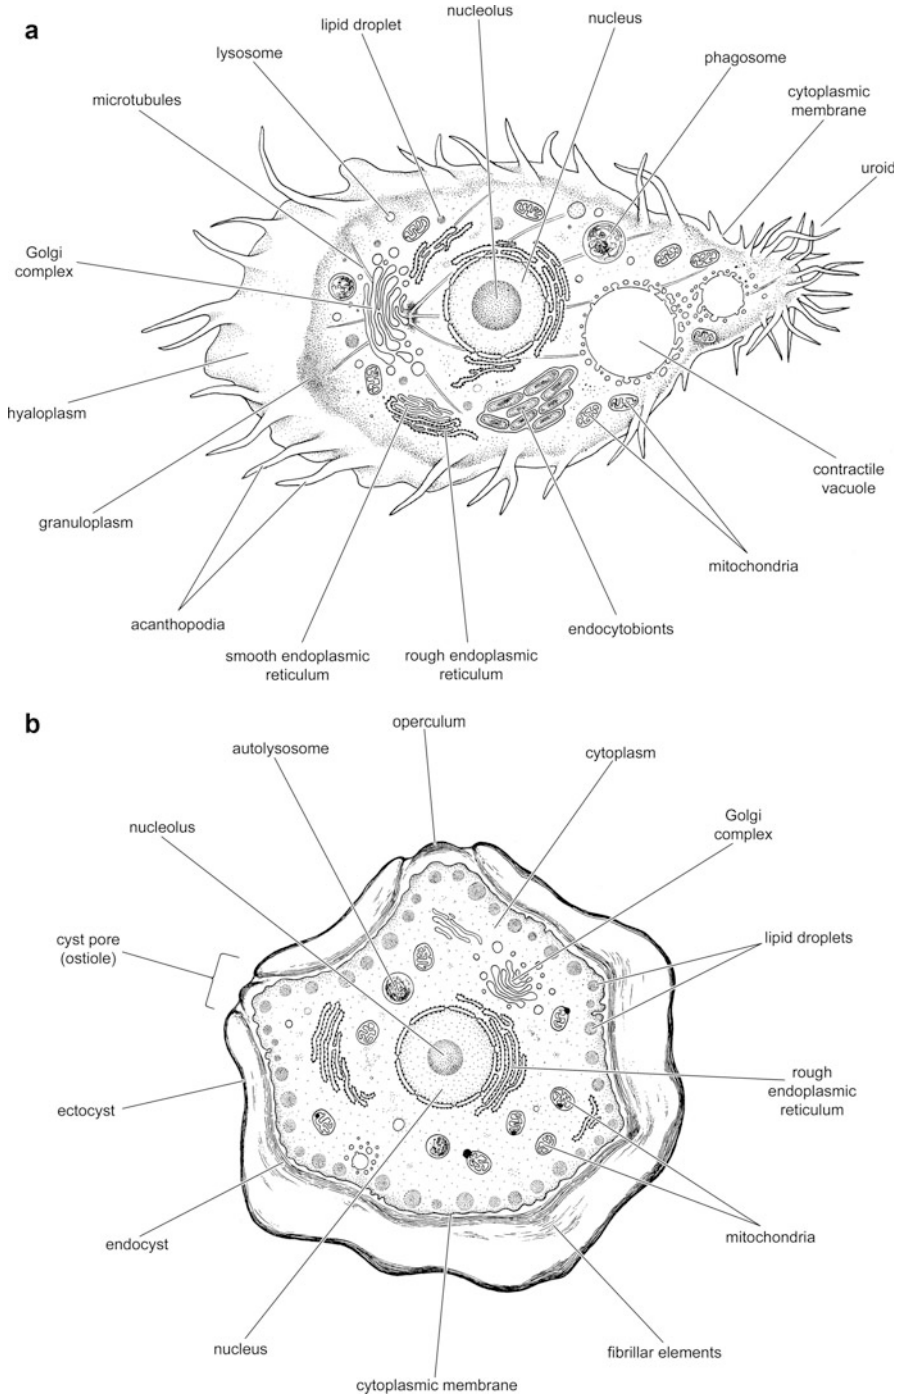 a
nucleolus
nucleus
lipid droplet
lysosome
phagosome
microtubules
cytoplasmic
membrane
uroid
Golgi
complex
hyaloplasm
contractile
vacuole
granuloplasm
mitochondria
acanthopodia
endocytobionts
smooth endoplasmic
reticulum
rough endoplasmic
reticulum
b
operculum
autolysosome
cytoplasm
nucleolus
Golgi
complex
cyst pore
(ostiole)
lipid droplets
rough
endoplasmic
reticulum
ectocyst
endocyst
mitochondria
nucleus
fibrillar elements
cytoplasmic membrane